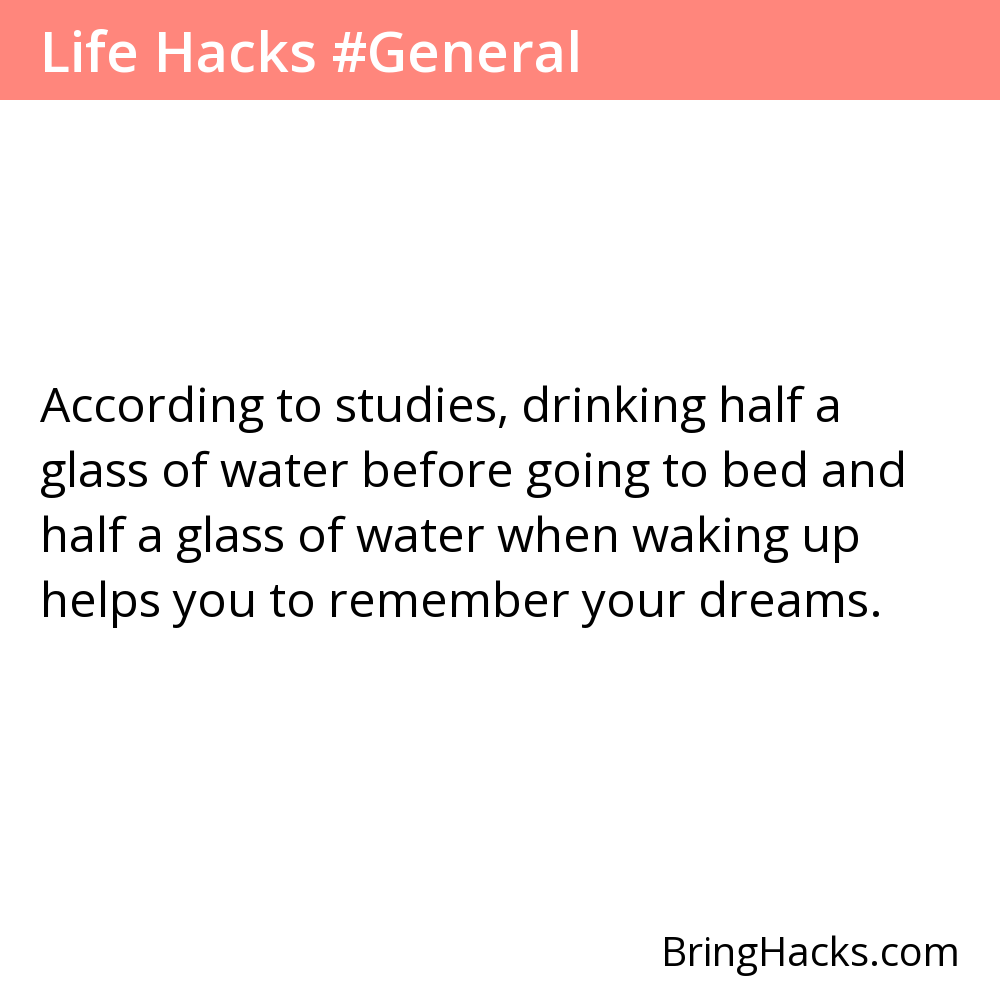 Life Hacks #General
According to studies, drinking half a
glass of water before going to bed and
half a glass of water when waking up
helps you to remember your dreams.
BringHacks.com